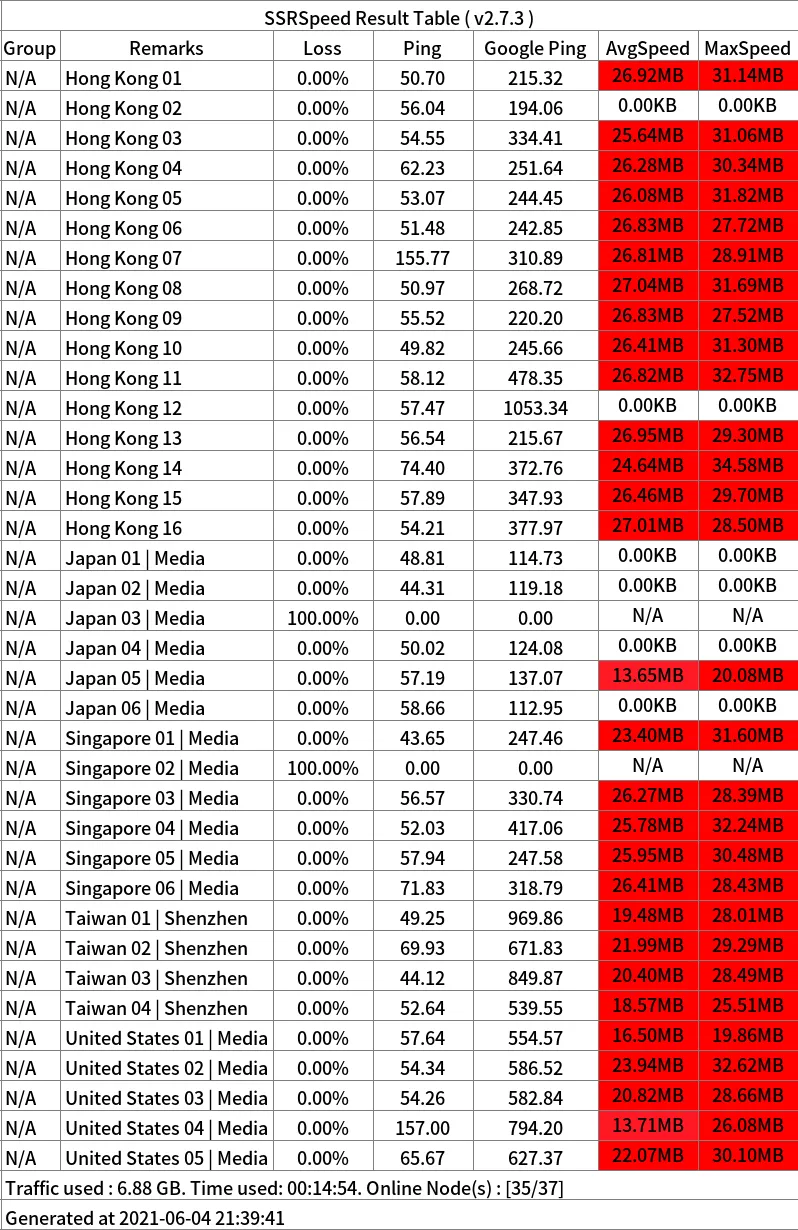 SSRSpeed Result Table ( v2.7.3 )
Group Remarks Loss Ping Google Ping AvgSpeed MaxSpeed
N/A Hong Kong 01 0.00% 50.70 215.32 26.92MB 31.14MB
N/A Hong Kong 02 0.00% 56.04 194.06 0.00KB 0.00KB
N/A Hong Kong 03 0.00% 54.55 334.41 25.64MB 31.06MB
N/A Hong Kong 04 0.00% 62.23 251.64 26.28MB 30.34MB
N/A Hong Kong 05 0.00% 53.07 244.45 26.08MB 31.82MB
N/A Hong Kong 06 0.00% 51.48 242.85 26.83MB 27.72MB
N/A Hong Kong 07 0.00% 155.77 310.89 26.81MB 28.91MB
N/A Hong Kong 08 0.00% 50.97 268.72 27.04MB 31.69MB
N/A Hong Kong 09 0.00% 55.52 220.20 26.83MB 27.52MB
N/A Hong Kong 10 0.00% 49.82 245.66 26.41MB 31.30MB
N/A Hong Kong 11 0.00% 58.12 478.35 26.82MB 32.75MB
N/A Hong Kong 12 0.00% 57.47 1053.34 0.00KB 0.00KB
N/A Hong Kong 13 0.00% 56.54 215.67 26.95MB 29.30MB
N/A Hong Kong 14 0.00% 74.40 372.76 24.64MB 34.58MB
N/A Hong Kong 15 0.00% 57.89 347.93 26.46MB 29.70MB
N/A Hong Kong 16 0.00% 54.21 377.97 27.01MB 28.50MB
N/A Japan 01 | Media 0.00% 48.81 114.73 0.00KB 0.00KB
N/A Japan 02 | Media 0.00% 44.31 119.18 0.00KB 0.00KB
N/A Japan 03 | Media 100.00% 0.00 0.00 N/A N/A
N/A Japan 04 | Media 0.00% 50.02 124.08 0.00KB 0.00KB
N/A Japan 05 | Media 0.00% 57.19 137.07 13.65MB 20.08MB
N/A Japan 06 | Media 0.00% 58.66 112.95 0.00KB 0.00KB
N/A Singapore 01 | Media 0.00% 43.65 247.46 23.40MB 31.60MB
N/A Singapore 02 | Media 100.00% 0.00 0.00 N/A N/A
N/A Singapore 03 | Media 0.00% 56.57 330.74 26.27MB 28.39MB
N/A Singapore 04 | Media 0.00% 52.03 417.06 25.78MB 32.24MB
N/A Singapore 05 | Media 0.00% 57.94 247.58 25.95MB 30.48MB
N/A Singapore 06 | Media 0.00% 71.83 318.79 26.41MB 28.43MB
N/A Taiwan 01 | Shenzhen 0.00% 49.25 969.86 19.48MB 28.01MB
N/A Taiwan 02 | Shenzhen 0.00% 69.93 671.83 21.99MB 29.29MB
N/A Taiwan 03 | Shenzhen 0.00% 44.12 849.87 20.40MB 28.49MB
N/A Taiwan 04 | Shenzhen 0.00% 52.64 539.55 18.57MB 25.51MB
N/A United States 01 | Media 0.00% 57.64 554.57 16.50MB 19.86MB
N/A United States 02 | Media 0.00% 54.34 586.52 23.94MB 32.62MB
N/A United States 03 | Media 0.00% 54.26 582.84 20.82MB 28.66MB
N/A United States 04 | Media 0.00% 157.00 794.20 13.71MB 26.08MB
N/A United States 05 | Media 0.00% 65.67 627.37 22.07MB 30.10MB
Traffic used : 6.88 GB. Time used: 00:14:54. Online Node(s) : [35/37]
Generated at 2021-06-04 21:39:41